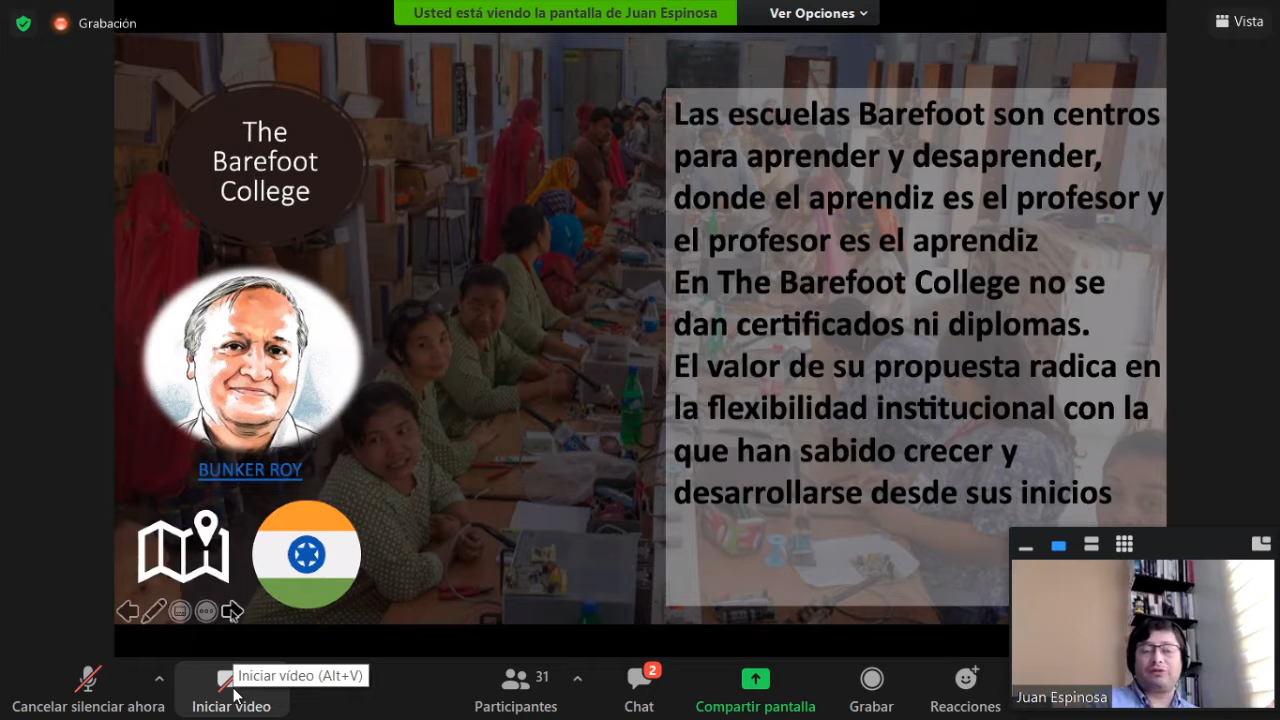 Grabación
Usted está viendo la pantalla de Juan Espinosa
Ver Opciones
Vista
The
Barefoot
College
BUNKER ROY
Las escuelas Barefoot son centros
para aprender y desaprender,
donde el aprendiz es el profesor y
el profesor es el aprendiz
En The Barefoot College no se
dan certificados ni diplomas.
El valor de su propuesta radica en
la flexibilidad institucional con la
que han sabido crecer y
desarrollarse desde sus inicios
Juan Espinosa
Iniciar vídeo (Alt+V)
Cancelar silenciar ahora
Iniciar video
31
Participantes
2
Chat
Compartir pantalla
Grabar
Reacciones